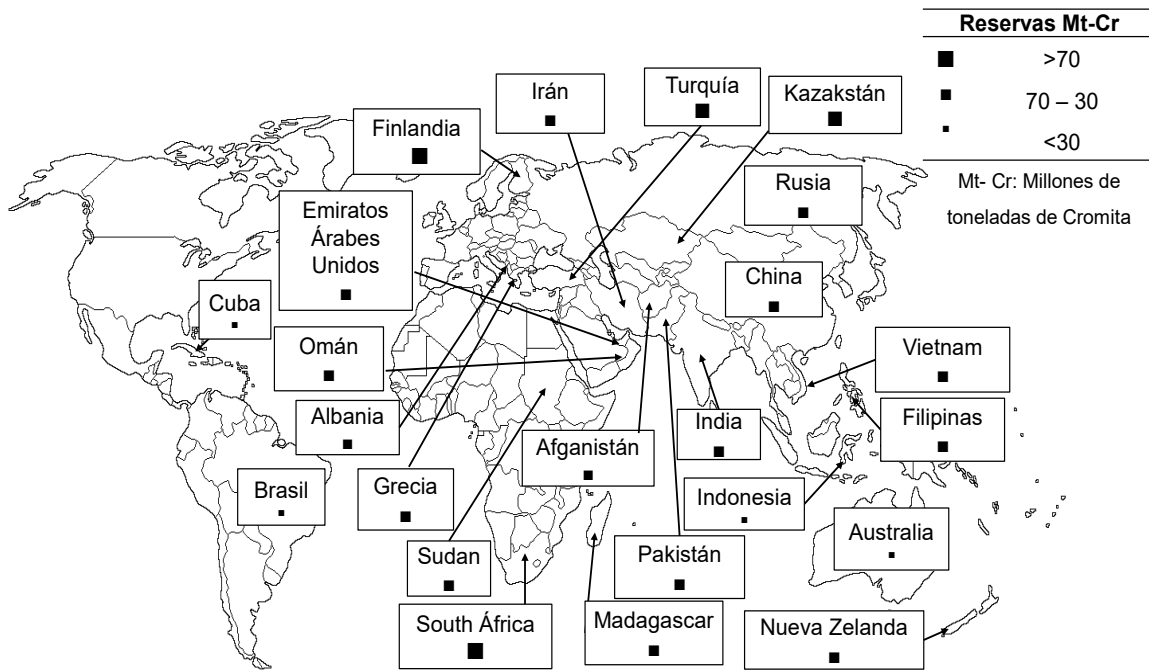 Reservas Mt-Cr
>70
70 – 30
<30
Mt- Cr: Millones de
toneladas de Cromita
Irán
Turquía
Kazakstán
Finlandia
Rusia
Emiratos
Árabes
Unidos
China
Cuba
Omán
Vietnam
Albania
India
Filipinas
Afganistán
Brasil
Grecia
Indonesia
Australia
Sudan
Pakistán
South África
Madagascar
Nueva Zelanda